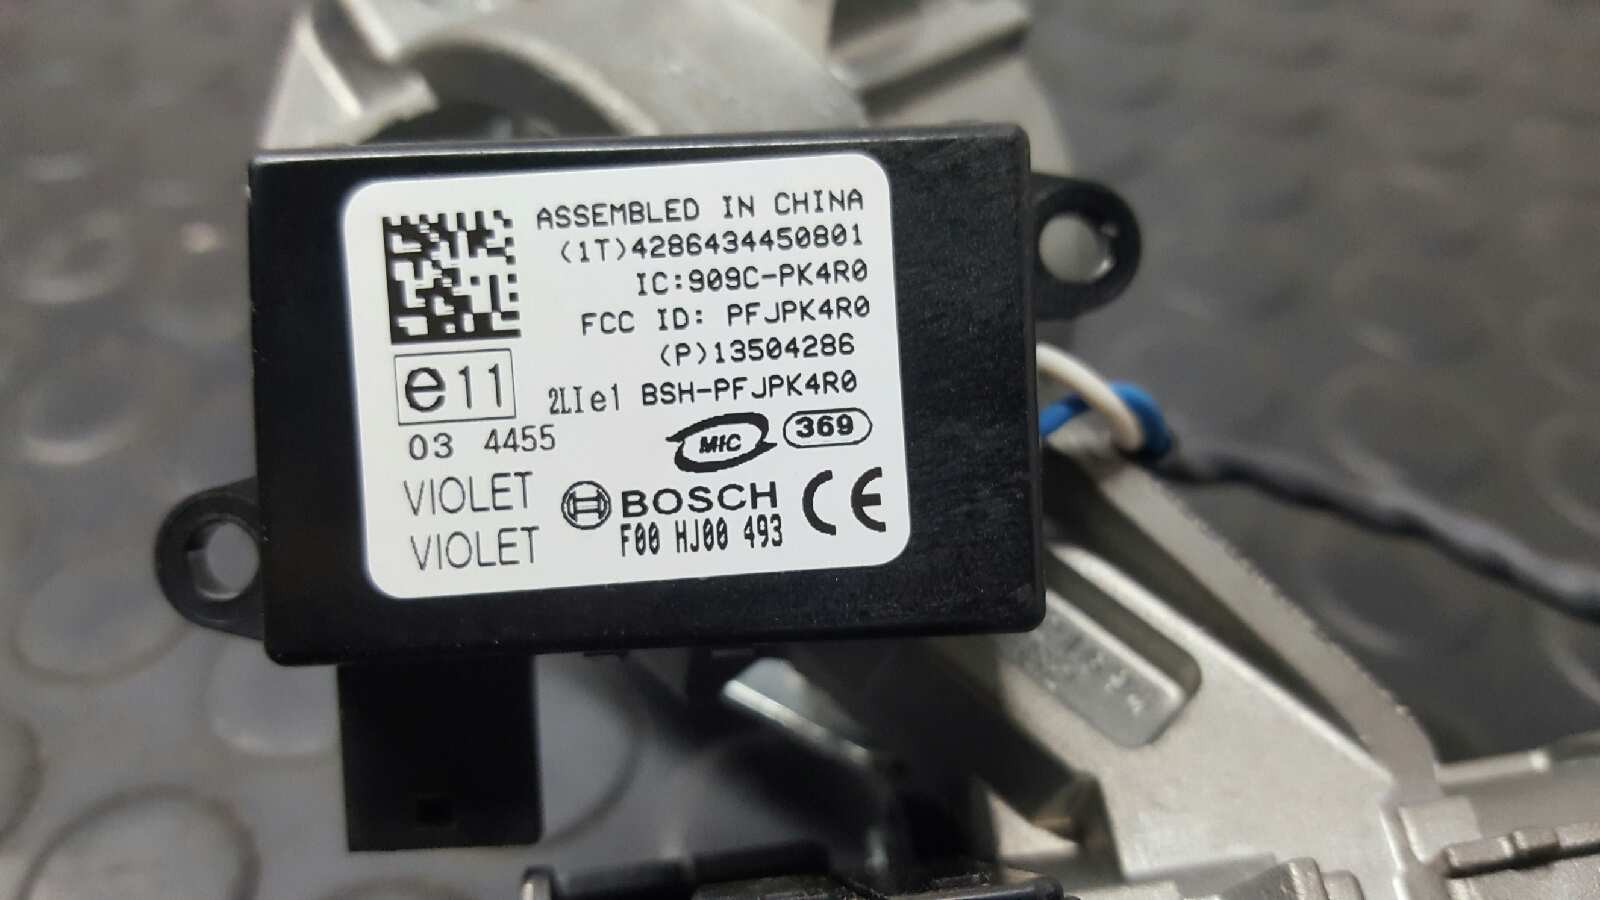 ASSEMBLED IN CHINA
(1T)4286434450801
IC:909C-PK4R0
FCC ID: PFJPK4R0
(P)13504286
e11
2LIe1 BSH-PFJPK4R0
03 4455
MIC 369
VIOLET
VIOLET
BOSCH CE
F00 HJ00 493